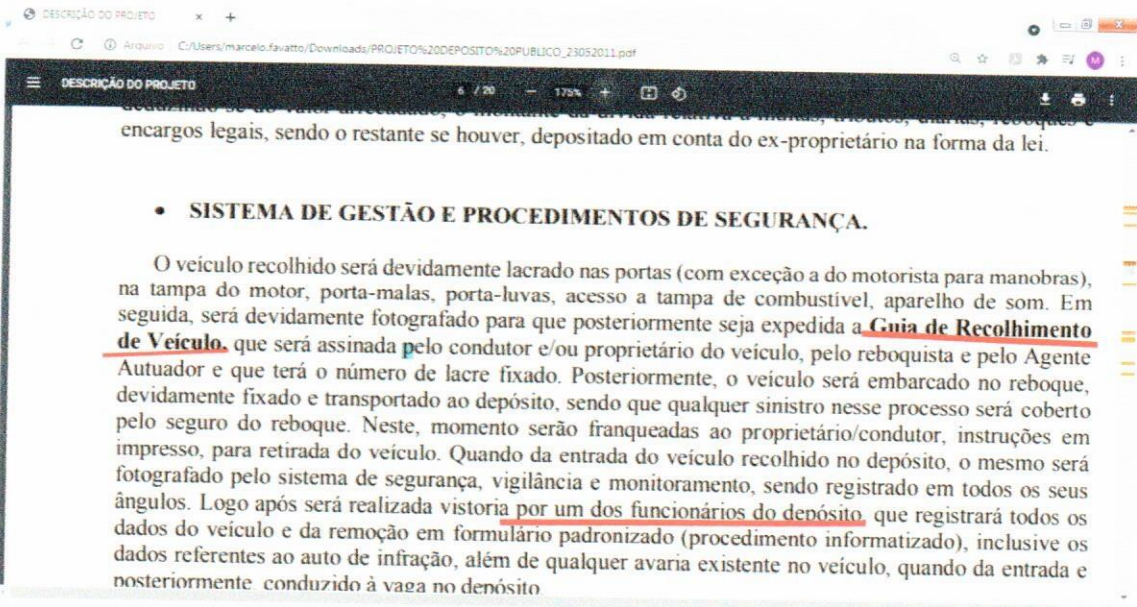 DESCRIÇÃO DO PROJETO
Arquivo C:/Users/marcelo.favatto/Downloads/PROJETO%20DEPOSITO%20PUBLICO_23052011.pdf
M
DESCRIÇÃO DO PROJETO 6 / 20 175%
encargos legais, sendo o restante se houver, depositado em conta do ex-proprietário na forma da lei.
• SISTEMA DE GESTÃO E PROCEDIMENTOS DE SEGURANÇA.
O veículo recolhido será devidamente lacrado nas portas (com exceção a do motorista para manobras),
na tampa do motor, porta-malas, porta-luvas, acesso a tampa de combustível, aparelho de som. Em
seguida, será devidamente fotografado para que posteriormente seja expedida a Guia de Recolhimento
de Veículo, que será assinada pelo condutor e/ou proprietário do veículo, pelo reboquista e pelo Agente
Autuador e que terá o número de lacre fixado. Posteriormente, o veículo será embarcado no reboque,
devidamente fixado e transportado ao depósito, sendo que qualquer sinistro nesse processo será coberto
pelo seguro do reboque. Neste, momento serão franqueadas ao proprietário/condutor, instruções em
impresso, para retirada do veículo. Quando da entrada do veículo recolhido no depósito, o mesmo será
fotografado pelo sistema de segurança, vigilância e monitoramento, sendo registrado em todos os seus
ângulos. Logo após será realizada vistoria por um dos funcionários do depósito, que registrará todos os
dados do veículo e da remoção em formulário padronizado (procedimento informatizado), inclusive os
dados referentes ao auto de infração, além de qualquer avaria existente no veículo, quando da entrada e
posteriormente, conduzido à vaga no depósito.